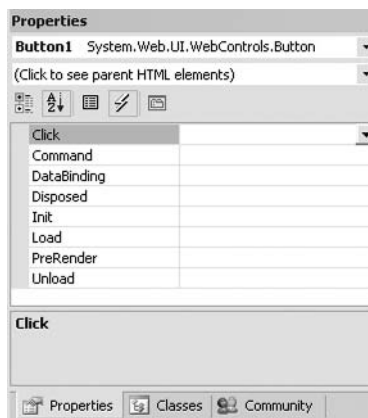 Properties
Button1 System.Web.UI.WebControls.Button
(Click to see parent HTML elements)
Click
Command
DataBinding
Disposed
Init
Load
PreRender
Unload
Click
Properties Classes Community